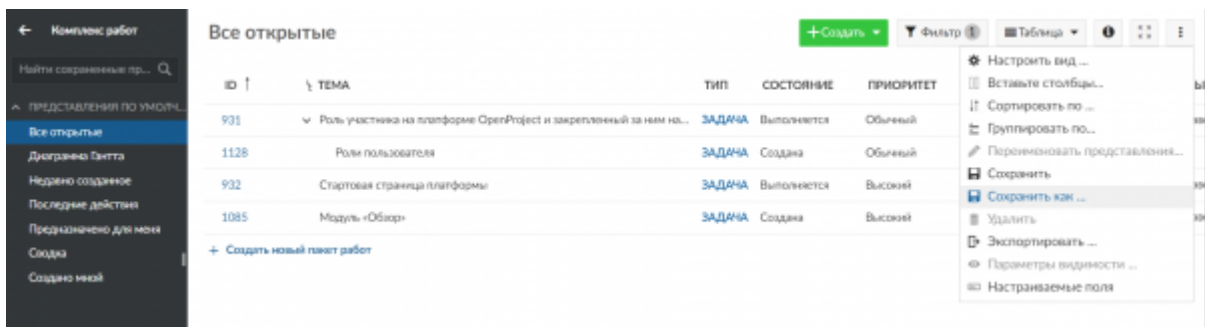 Комплекс работ
Найти сохраненные пр...
ПРЕДСТАВЛЕНИЯ ПО УМОЛЧ...
Все открытые
Диаграмма Гантта
Недавно созданное
Последние действия
Предназначено для меня
Сводка
Создано мной
Все открытые
+ Создать
Фильтр 1
Таблица
ID ТЕМА ТИП СОСТОЯНИЕ ПРИОРИТЕТ
931 Роль участника на платформе OpenProject и закрепленный за ним на... ЗАДАЧА Выполняется Обычный
1128 Роли пользователя ЗАДАЧА Создана Обычный
932 Стартовая страница платформы ЗАДАЧА Выполняется Высокий
1085 Модуль «Обзор» ЗАДАЧА Создана Высокий
+ Создать новый пакет работ
Настроить вид ...
Вставьте столбцы...
Сортировать по ...
Группировать по...
Переименовать представления...
Сохранить
Сохранить как ...
Удалить
Экспортировать ...
Параметры видимости ...
Настраиваемые поля